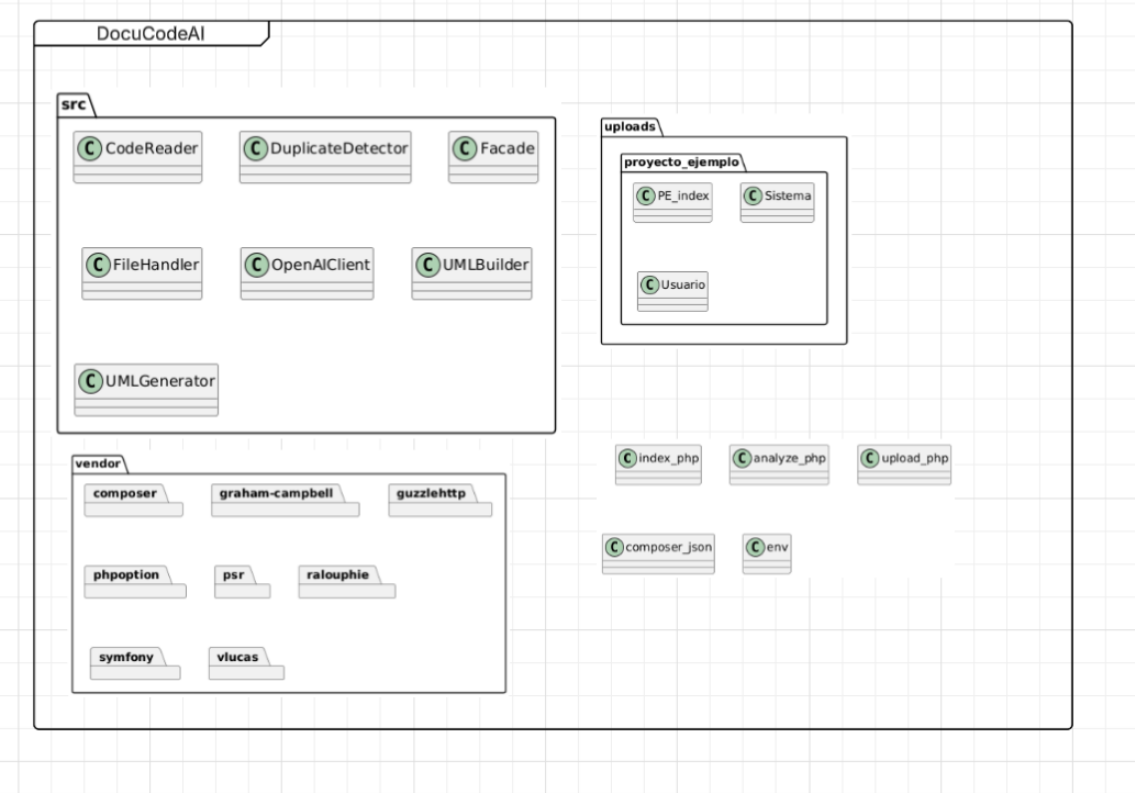 DocuCodeAI
src
C CodeReader
C DuplicateDetector
C Facade
C FileHandler
C OpenAIClient
C UMLBuilder
C UMLGenerator
uploads
proyecto_ejemplo
C PE_index
C Sistema
C Usuario
vendor
composer
graham-campbell
guzzlehttp
phpoption
psr
ralouphie
symfony
vlucas
C index_php
C analyze_php
C upload_php
C composer_json
C env